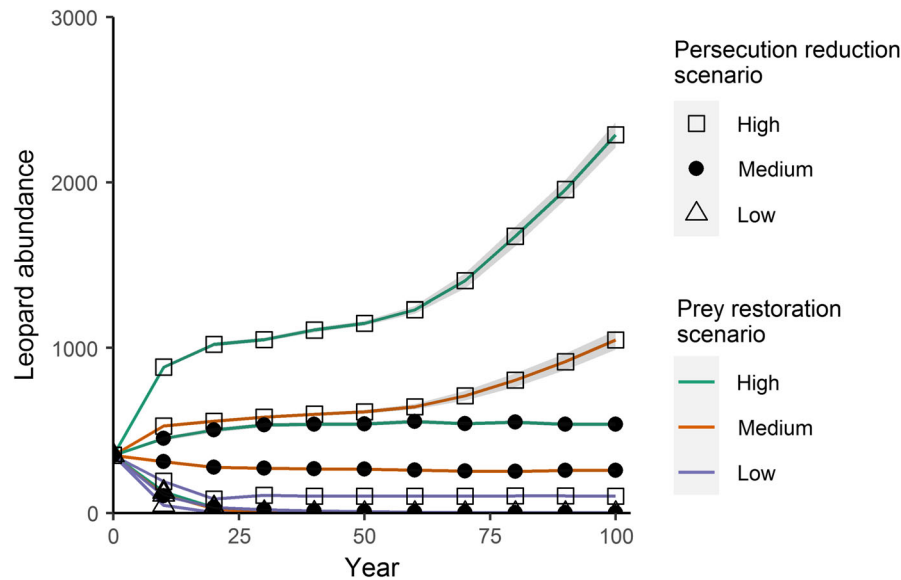 3000
2000
1000
0
Leopard abundance
0
25
50
75
100
Year
Persecution reduction
scenario
High
Medium
Low
Prey restoration
scenario
High
Medium
Low